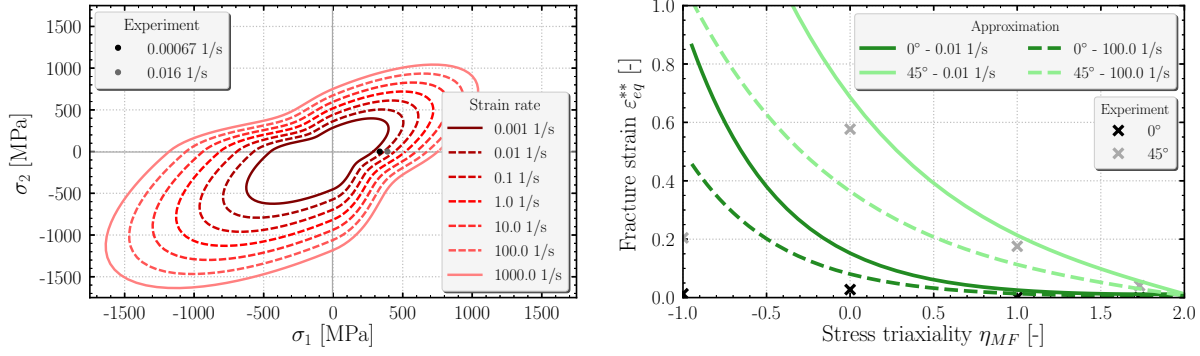 Experiment
0.00067 1/s
0.016 1/s
Strain rate
0.001 1/s
0.01 1/s
0.1 1/s
1.0 1/s
10.0 1/s
100.0 1/s
1000.0 1/s
1500
1000
500
0
-500
-1000
-1500
σ₂ [MPa]
-1500 -1000 -500 0 500 1000 1500
σ₁ [MPa]
Approximation
0° - 0.01 1/s
45° - 0.01 1/s
0° - 100.0 1/s
45° - 100.0 1/s
Experiment
0°
45°
1.0
0.8
0.6
0.4
0.2
0.0
Fracture strain ε**eq [-]
-1.0 -0.5 0.0 0.5 1.0 1.5 2.0
Stress triaxiality ηMF [-]